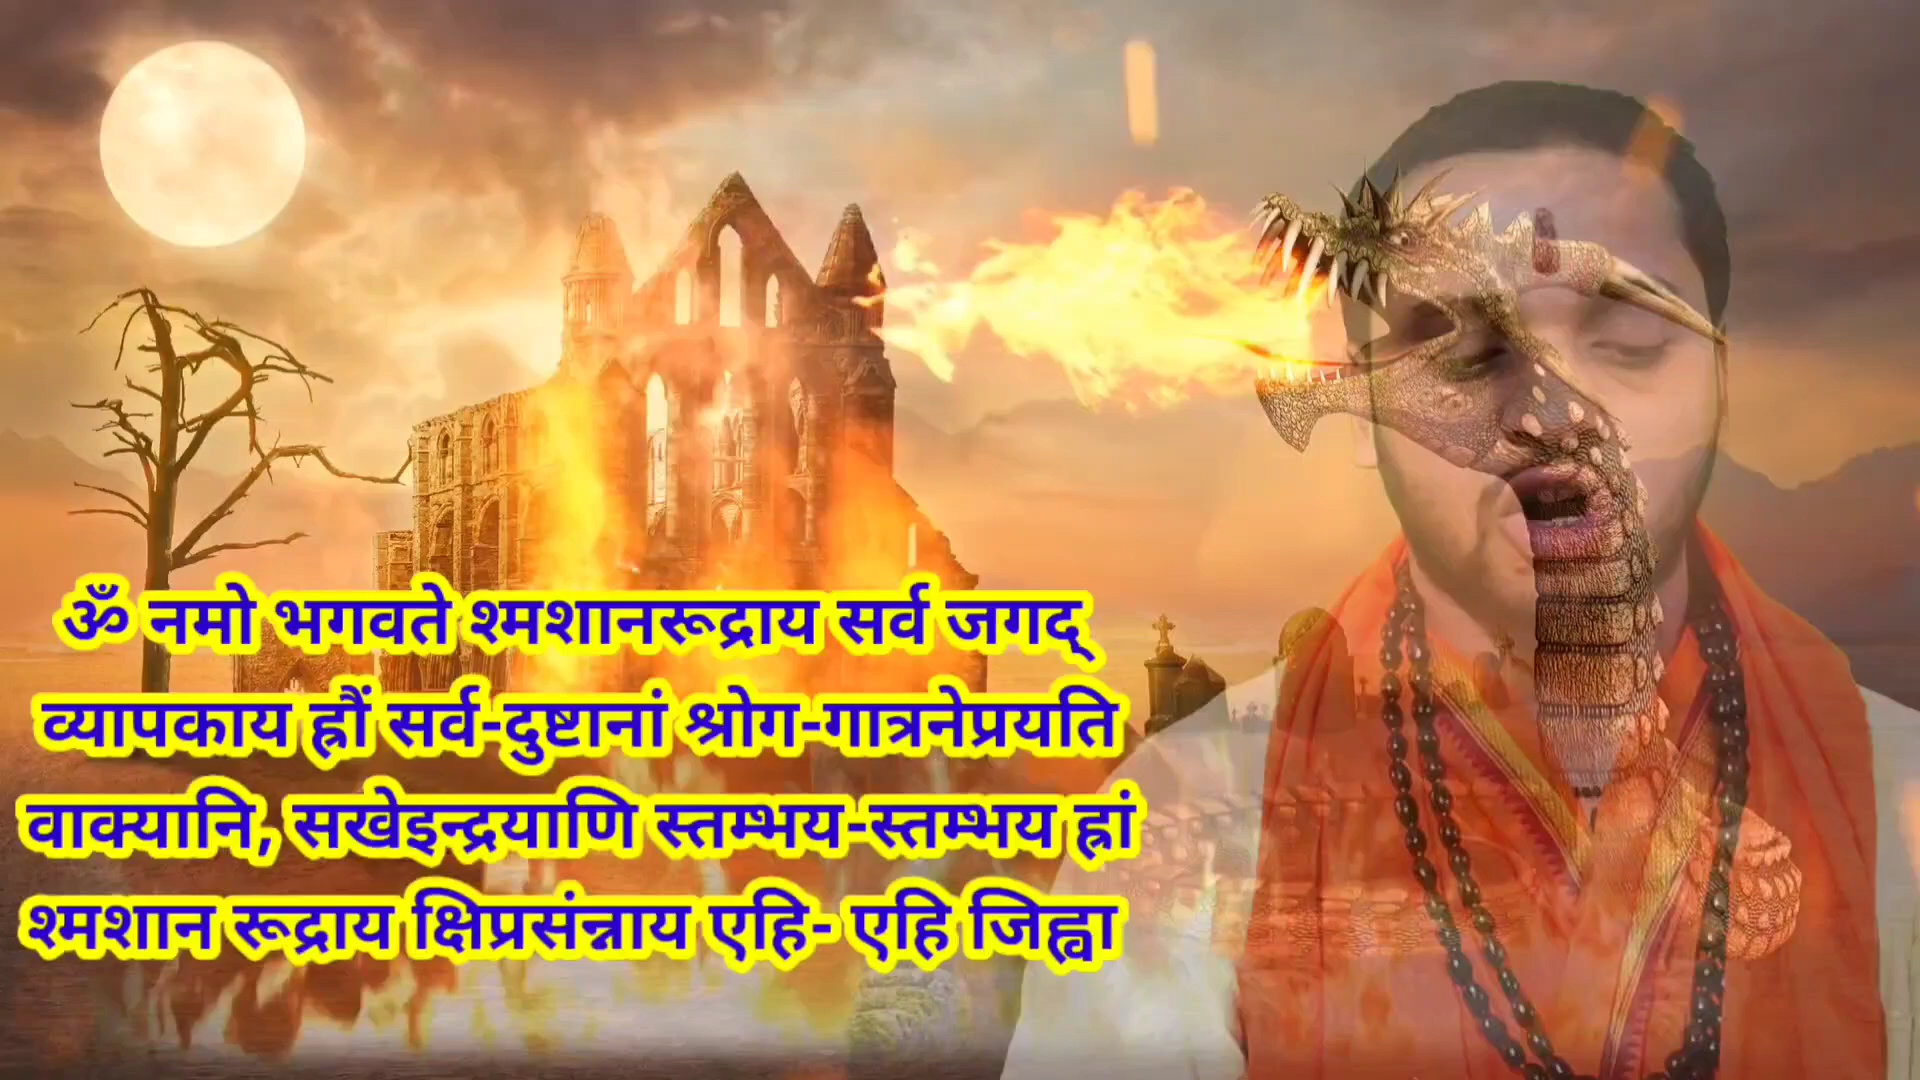 ॐ नमो भगवते श्मशानरूद्राय सर्व जगद्
व्यापकाय ह्रौं सर्व-दुष्टानां श्रोग-गात्रनेप्रयति
वाक्यानि, सखेइन्द्रयाणि स्तम्भय-स्तम्भय ह्रां
श्मशान रूद्राय क्षिप्रसंन्नाय एहि- एहि जिह्वा